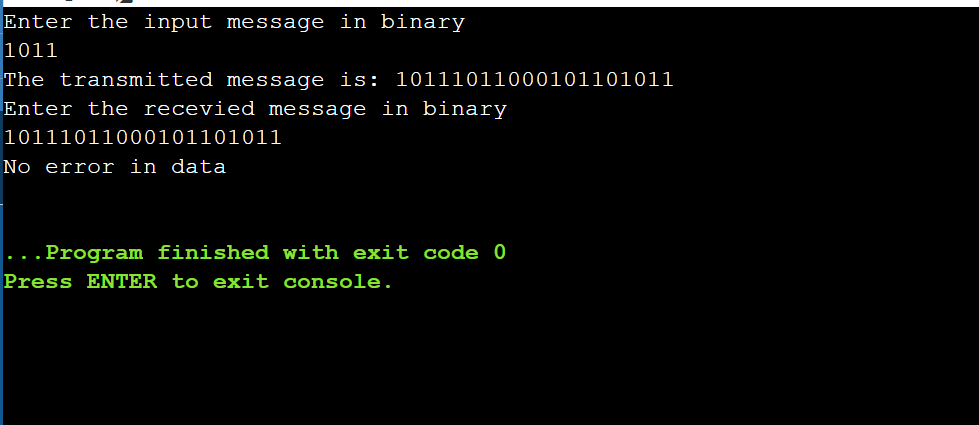 Enter the input message in binary
1011
The transmitted message is: 10111011000101101011
Enter the recevied message in binary
10111011000101101011
No error in data
...Program finished with exit code 0
Press ENTER to exit console.